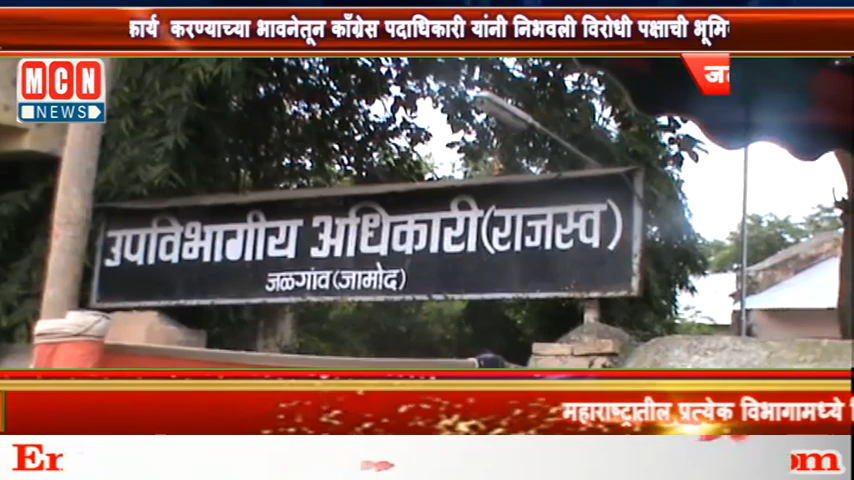 कार्य करण्याच्या भावनेतून काँग्रेस पदाधिकारी यांनी निभवली विरोधी पक्षाची
MCN
NEWS
उपविभागीय अधिकारी(राजस्व)
जळगांव(जामोद)
महाराष्ट्रातील प्रत्येक विभागामध्ये